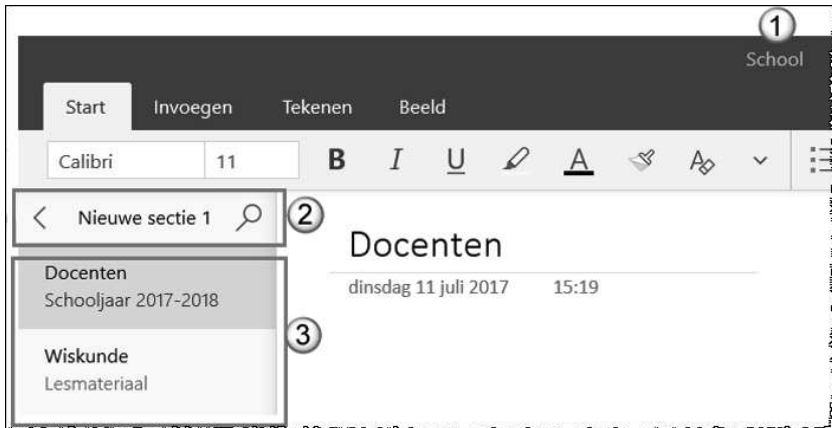 1
School
Start Invoegen Tekenen Beeld
Calibri 11 B I U A A
Nieuwe sectie 1 2
Docenten
dinsdag 11 juli 2017 15:19
Docenten
Schooljaar 2017-2018
3
Wiskunde
Lesmateriaal